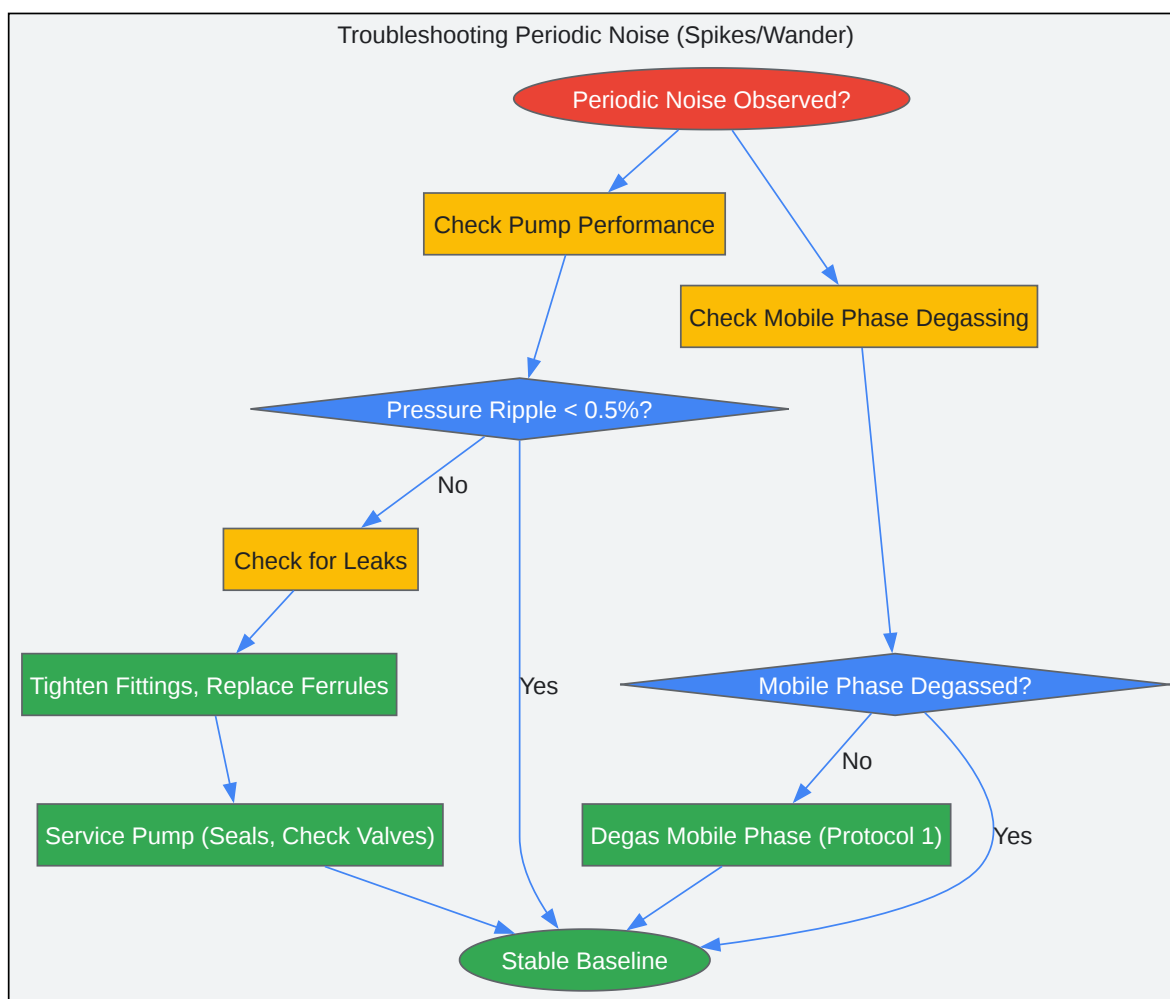 Troubleshooting Periodic Noise (Spikes/Wander)
Periodic Noise Observed?
Check Pump Performance
Check Mobile Phase Degassing
Pressure Ripple < 0.5%?
No
Check for Leaks
Tighten Fittings, Replace Ferrules
Yes
Mobile Phase Degassed?
No
Service Pump (Seals, Check Valves)
Degas Mobile Phase (Protocol 1)
Yes
Stable Baseline